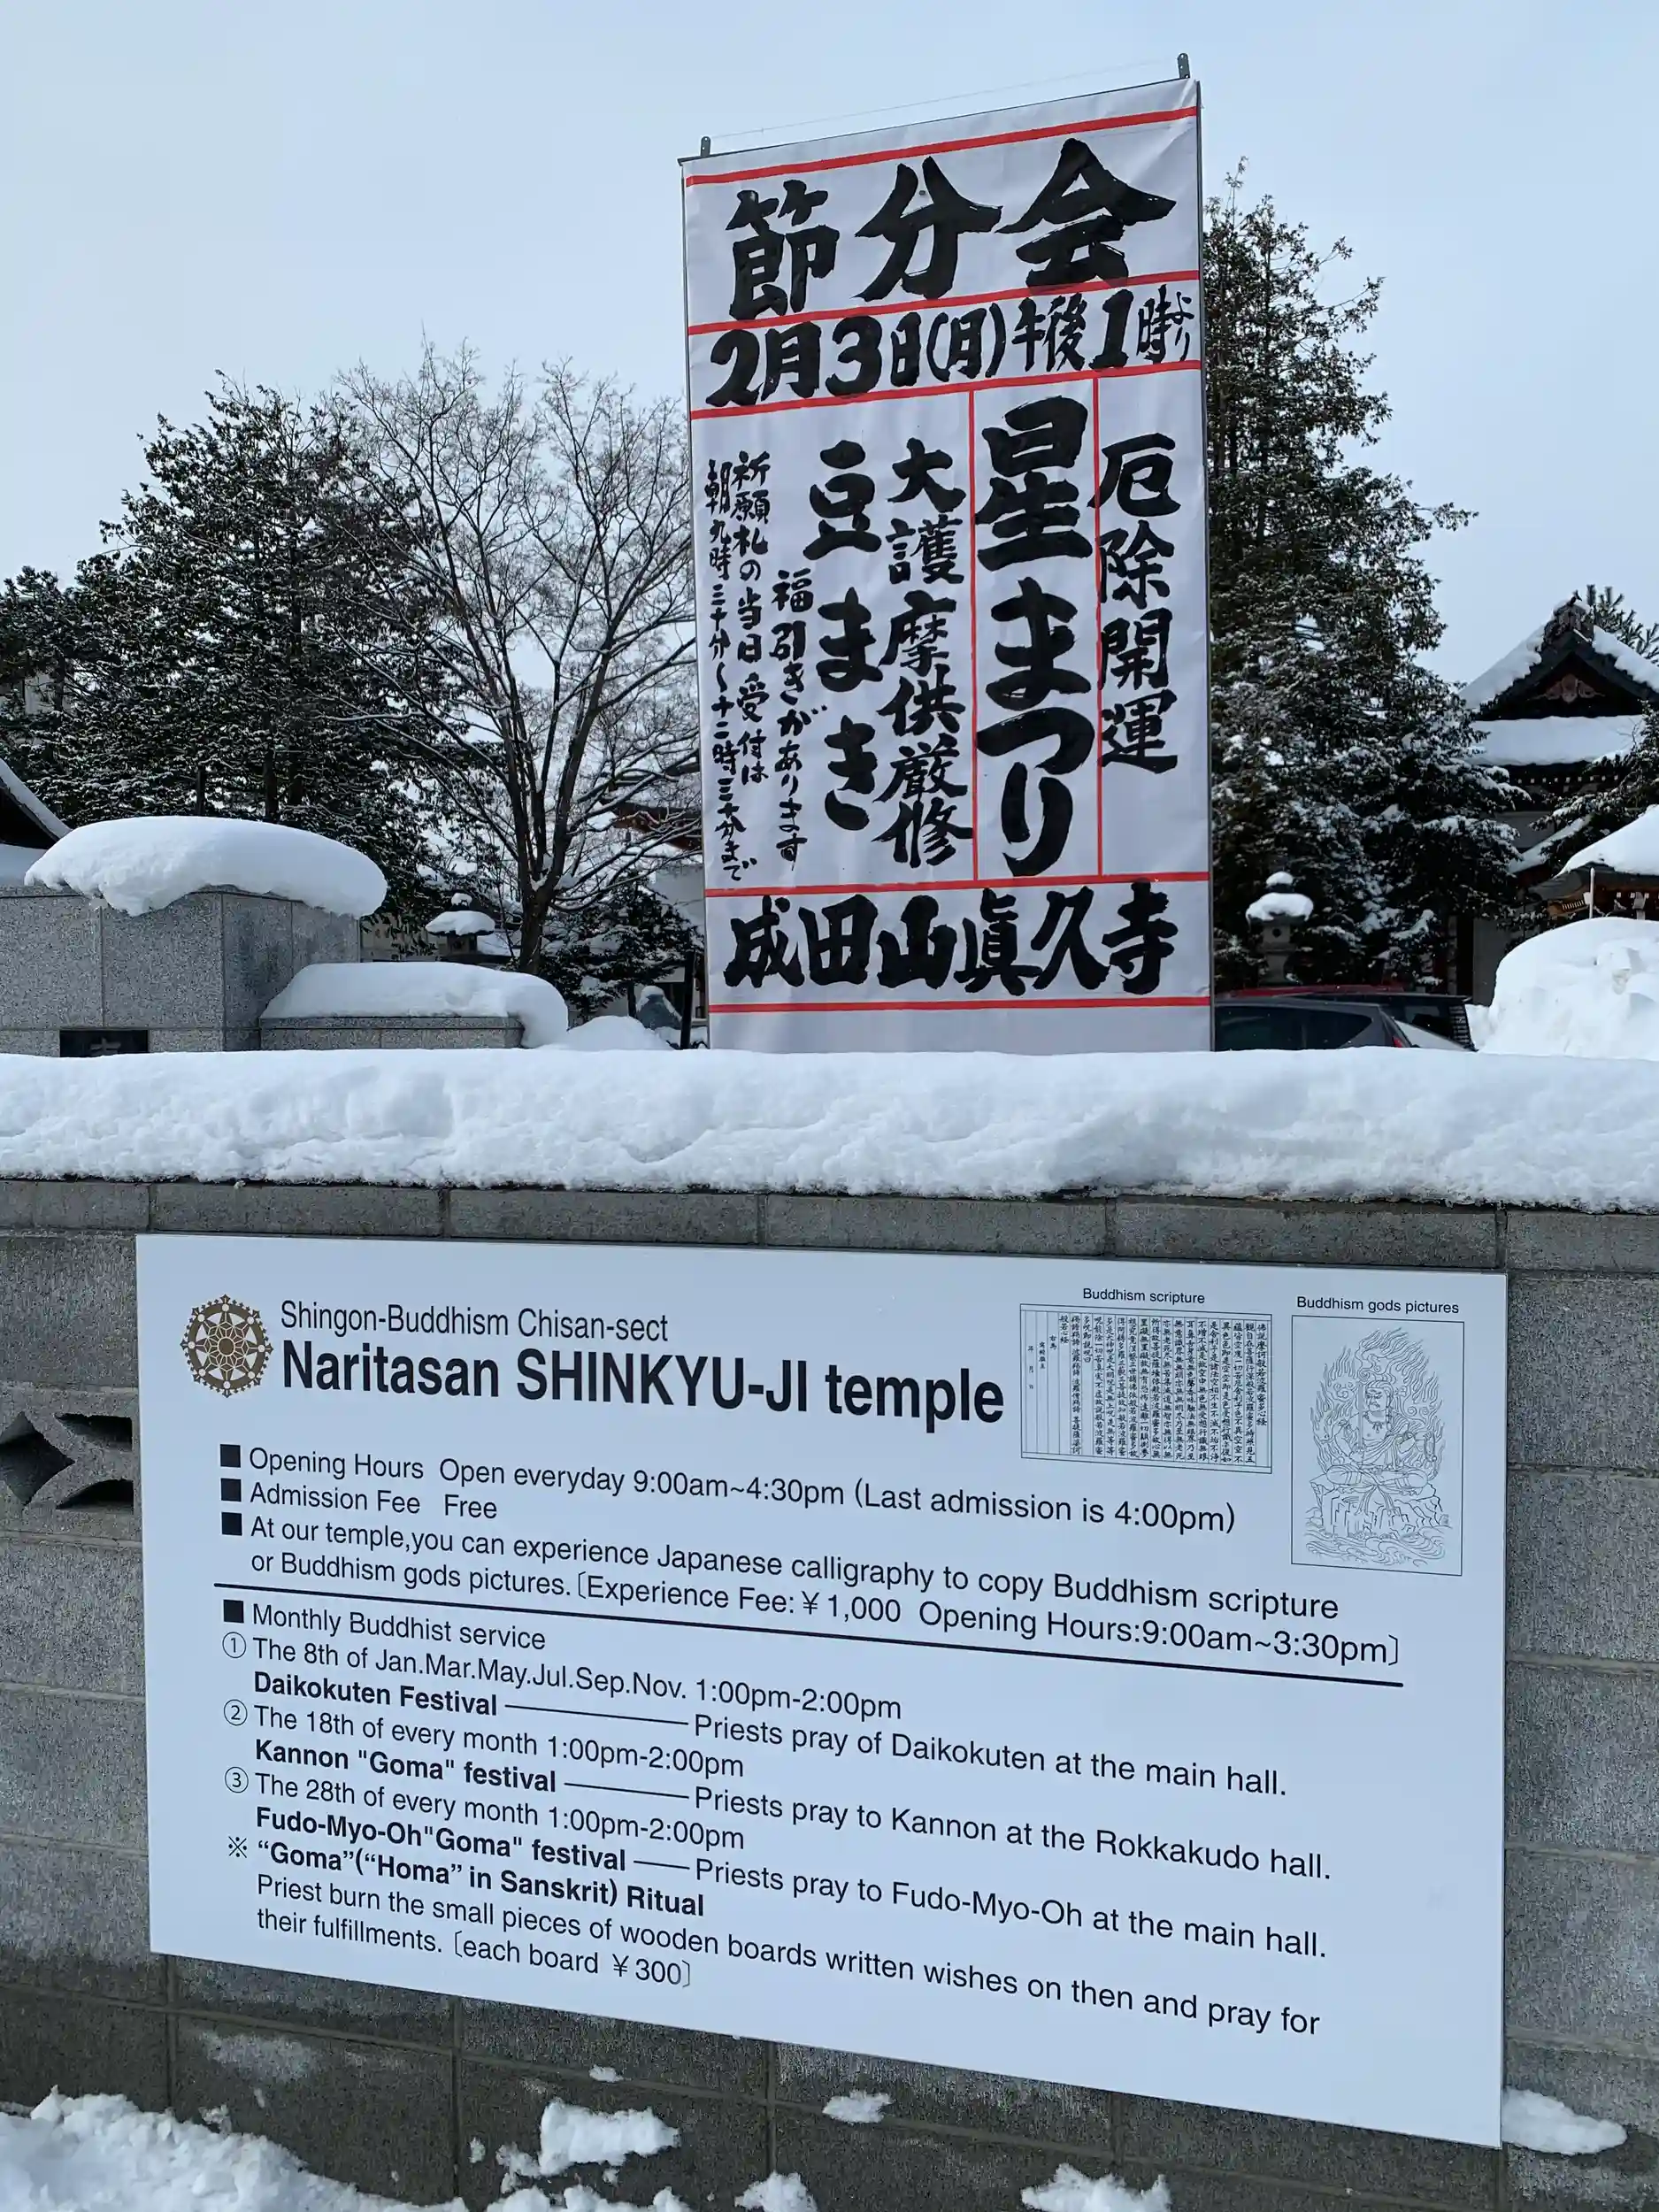 節分会
2月3日(月)午後1時より
厄除開運
星まつり
大護摩供厳修
豆まき
福引きがあります
祈願札の当日受付は
朝九時三十分〜十二時三十分まで
成田山眞久寺
Shingon-Buddhism Chisan-sect
Naritasan SHINKYU-JI temple
Buddhism scripture
Buddhism gods pictures
■ Opening Hours Open everyday 9:00am~4:30pm (Last admission is 4:00pm)
■ Admission Fee Free
■ At our temple,you can experience Japanese calligraphy to copy Buddhism scripture
or Buddhism gods pictures.〔Experience Fee:¥1,000 Opening Hours:9:00am~3:30pm〕
■ Monthly Buddhist service
① The 8th of Jan.Mar.May.Jul.Sep.Nov. 1:00pm-2:00pm
Daikokuten Festival ――― Priests pray of Daikokuten at the main hall.
② The 18th of every month 1:00pm-2:00pm
Kannon "Goma" festival ――― Priests pray to Kannon at the Rokkakudo hall.
③ The 28th of every month 1:00pm-2:00pm
Fudo-Myo-Oh"Goma" festival ―― Priests pray to Fudo-Myo-Oh at the main hall.
※ “Goma”(“Homa” in Sanskrit) Ritual
Priest burn the small pieces of wooden boards written wishes on then and pray for
their fulfillments.〔each board ¥300〕